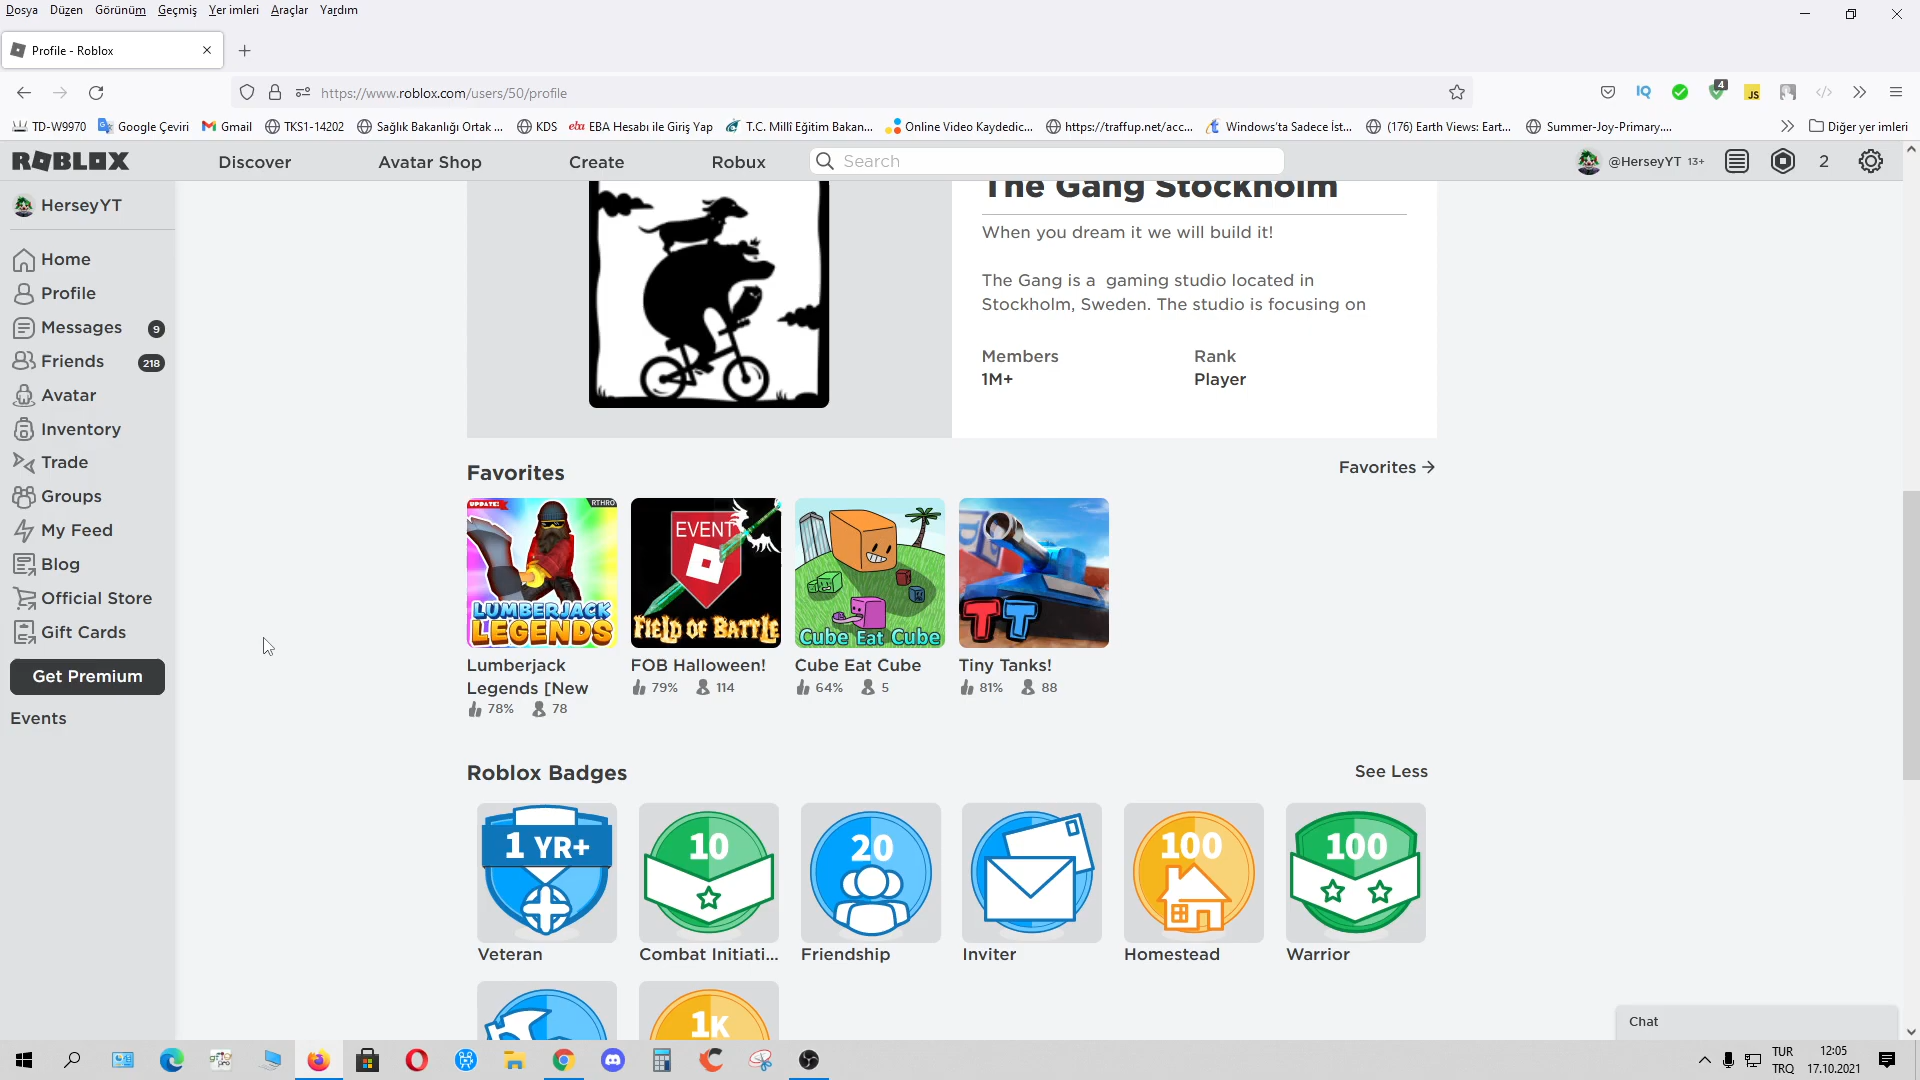 Dosya Düzen Görünüm Geçmiş Yer imleri Araçlar Yardım
Profile - Roblox
https://www.roblox.com/users/50/profile
IQ
4
JS
TD-W9970 Google Çeviri Gmail TKS1-14202 Sağlık Bakanlığı Ortak ... KDS eba EBA Hesabı ile Giriş Yap T.C. Millî Eğitim Bakan... Online Video Kaydedic... https://traffup.net/acc... Windows'ta Sadece İst... (176) Earth Views: Eart... Summer-Joy-Primary.... Diğer yer imleri
ROBLOX Discover Avatar Shop Create Robux Search @HerseyYT 13+ 2
HerseyYT
Home
Profile
Messages 9
Friends 218
Avatar
Inventory
Trade
Groups
My Feed
Blog
Official Store
Gift Cards
Get Premium
Events
The Gang Stockholm
When you dream it we will build it!
The Gang is a  gaming studio located in
Stockholm, Sweden. The studio is focusing on
Members Rank
1M+ Player
Favorites Favorites →
UPDATE! RTHRO
LUMBERJACK
LEGENDS
EVENT
FIELD OF BATTLE
Cube Eat Cube
TT
Lumberjack
Legends [New
78% 78
FOB Halloween!
79% 114
Cube Eat Cube
64% 5
Tiny Tanks!
81% 88
Roblox Badges See Less
1 YR+ 10 20 100 100
Veteran Combat Initiati... Friendship Inviter Homestead Warrior
1K
Chat
TUR
TRQ
12:05
17.10.2021